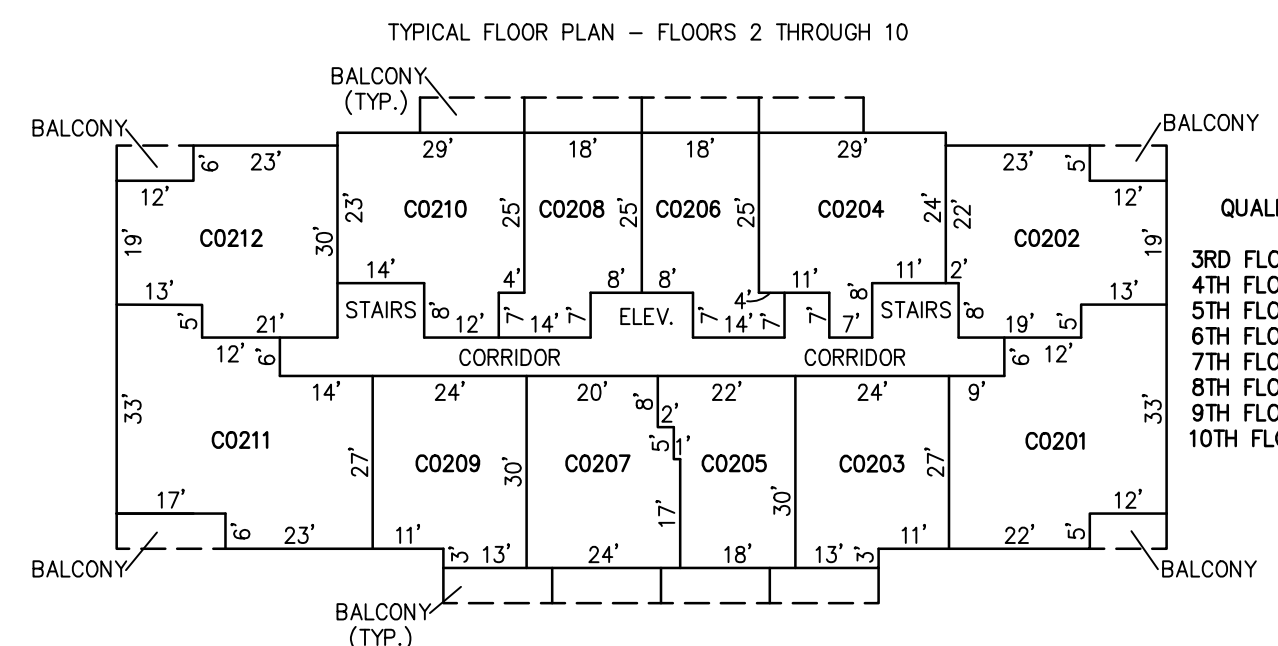 TYPICAL FLOOR PLAN – FLOORS 2 THROUGH 10
BALCONY
(TYP.)
BALCONY
BALCONY
29' 18' 18' 29'
6' 23' 23' 5'
12' 12'
19' C0212 30' 23' C0210 25' C0208 25' C0206 25' C0204 24' 22' C0202 19'
QUAL
3RD FLO
4TH FLO
5TH FLO
6TH FLO
7TH FLO
8TH FLO
9TH FLO
10TH FLO
13' 14' 4' 8' 8' 11' 11' 2' 13'
5' 21' STAIRS 8' 12' 7' 14' 7' ELEV. 7' 4' 14' 7' 7' 8' 7' STAIRS 8' 19' 5'
12' 6' CORRIDOR CORRIDOR 6' 12'
14' 24' 20' 8' 22' 24' 9'
33' 2' 33'
5' 1'
C0211 27' C0209 30' C0207 17' C0205 30' C0203 27' C0201
17' 12'
6' 23' 11' 3' 13' 24' 18' 13' 3' 11' 22' 5'
BALCONY
BALCONY
BALCONY
(TYP.)